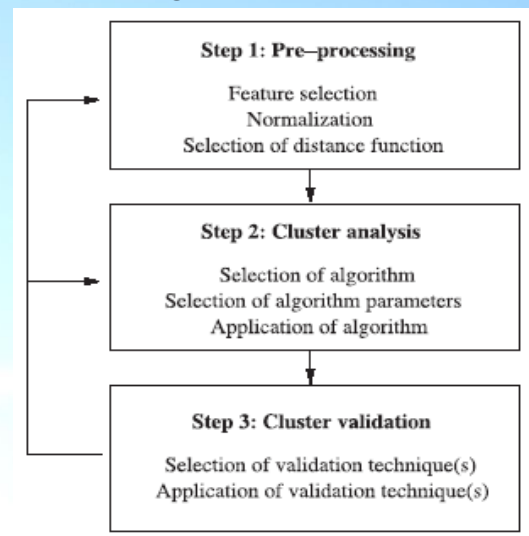 Step 1: Pre–processing
Feature selection
Normalization
Selection of distance function
Step 2: Cluster analysis
Selection of algorithm
Selection of algorithm parameters
Application of algorithm
Step 3: Cluster validation
Selection of validation technique(s)
Application of validation technique(s)